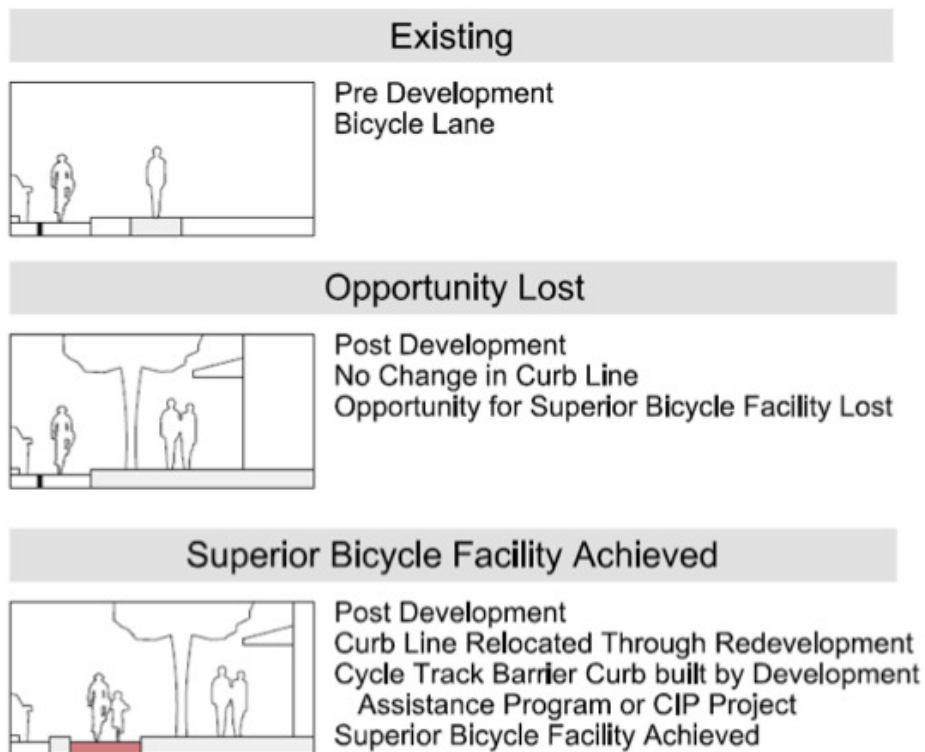 Existing
Pre Development
Bicycle Lane
Opportunity Lost
Post Development
No Change in Curb Line
Opportunity for Superior Bicycle Facility Lost
Superior Bicycle Facility Achieved
Post Development
Curb Line Relocated Through Redevelopment
Cycle Track Barrier Curb built by Development
Assistance Program or CIP Project
Superior Bicycle Facility Achieved